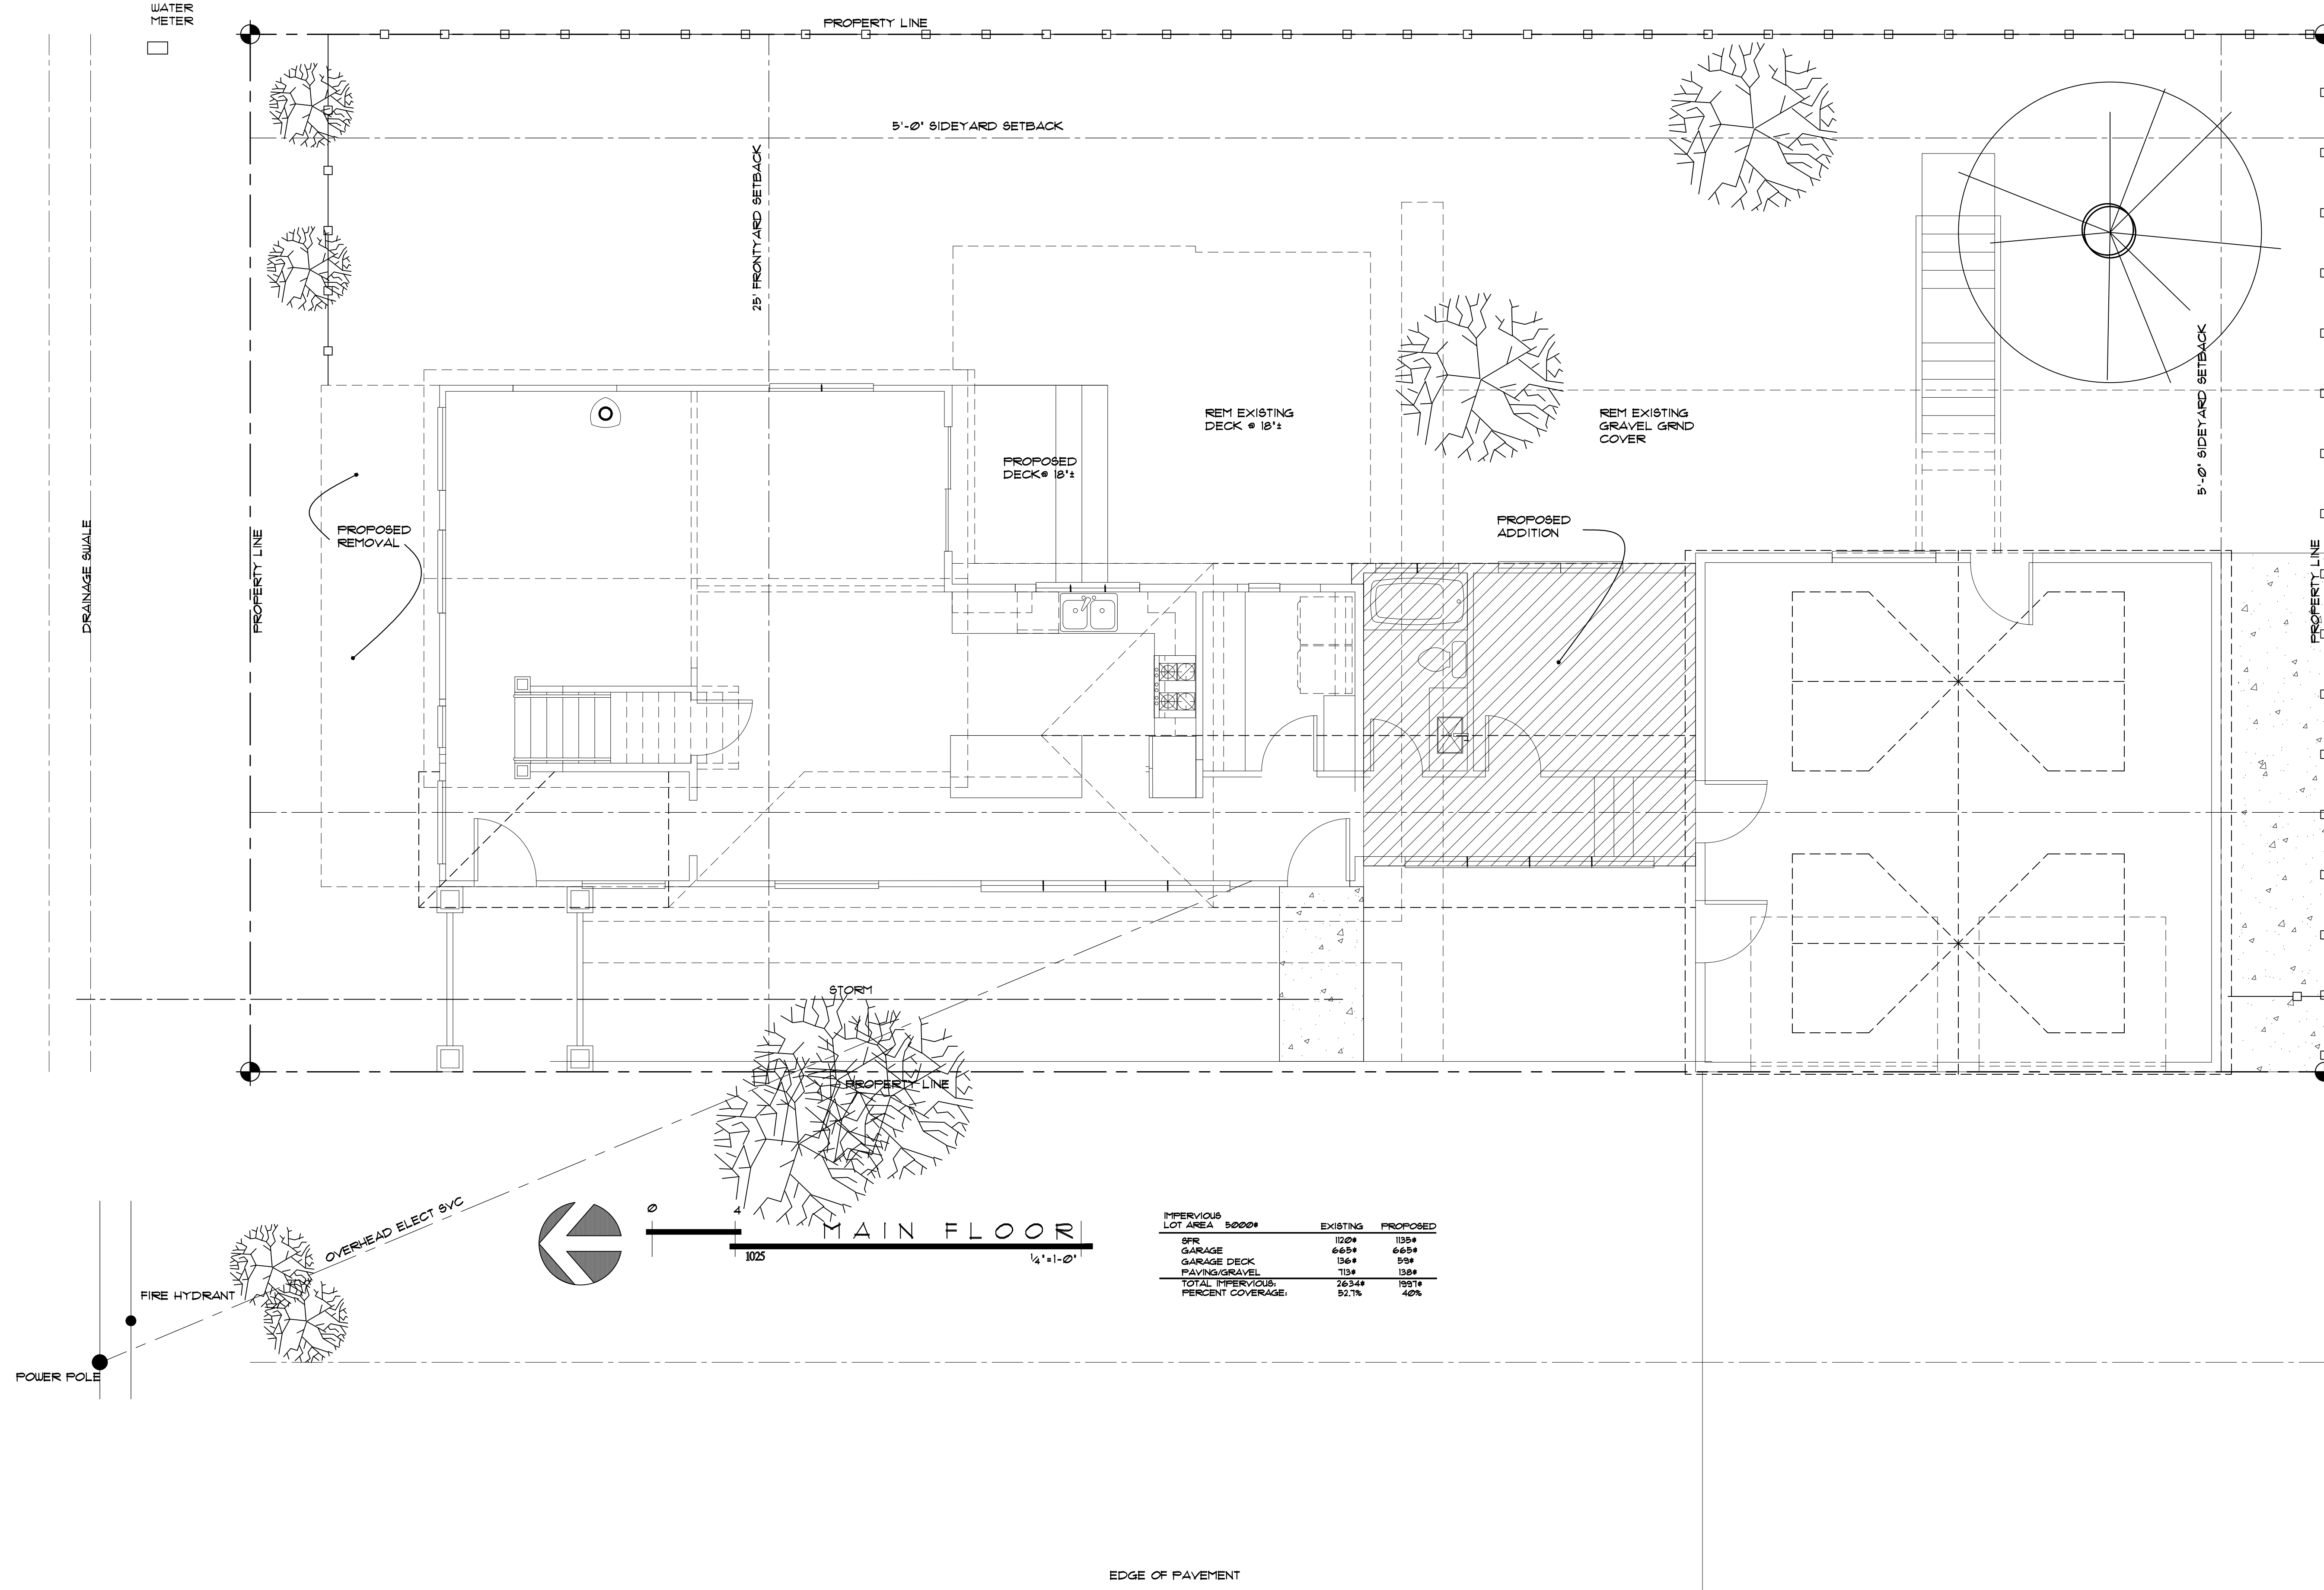 WATER
METER
PROPERTY LINE
5'-0" SIDEYARD SETBACK
25' FRONTYARD SETBACK
REM EXISTING
DECK @ 18"±
REM EXISTING
GRAVEL GRND
COVER
5'-0" SIDEYARD SETBACK
PROPOSED
DECK@ 18"±
PROPOSED
REMOVAL
PROPOSED
ADDITION
DRAINAGE SWALE
PROPERTY LINE
PROPERTY LINE
STORM
PROPERTY LINE
OVERHEAD ELECT SVC
FIRE HYDRANT
POWER POLE
0 4
MAIN FLOOR
1025 1/4"=1-0"
IMPERVIOUS
LOT AREA 5000# EXISTING PROPOSED
SFR 1120# 1135#
GARAGE 665# 665#
GARAGE DECK 136# 59#
PAVING/GRAVEL 713# 138#
TOTAL IMPERVIOUS: 2634# 1997#
PERCENT COVERAGE: 52.7% 40%
EDGE OF PAVEMENT